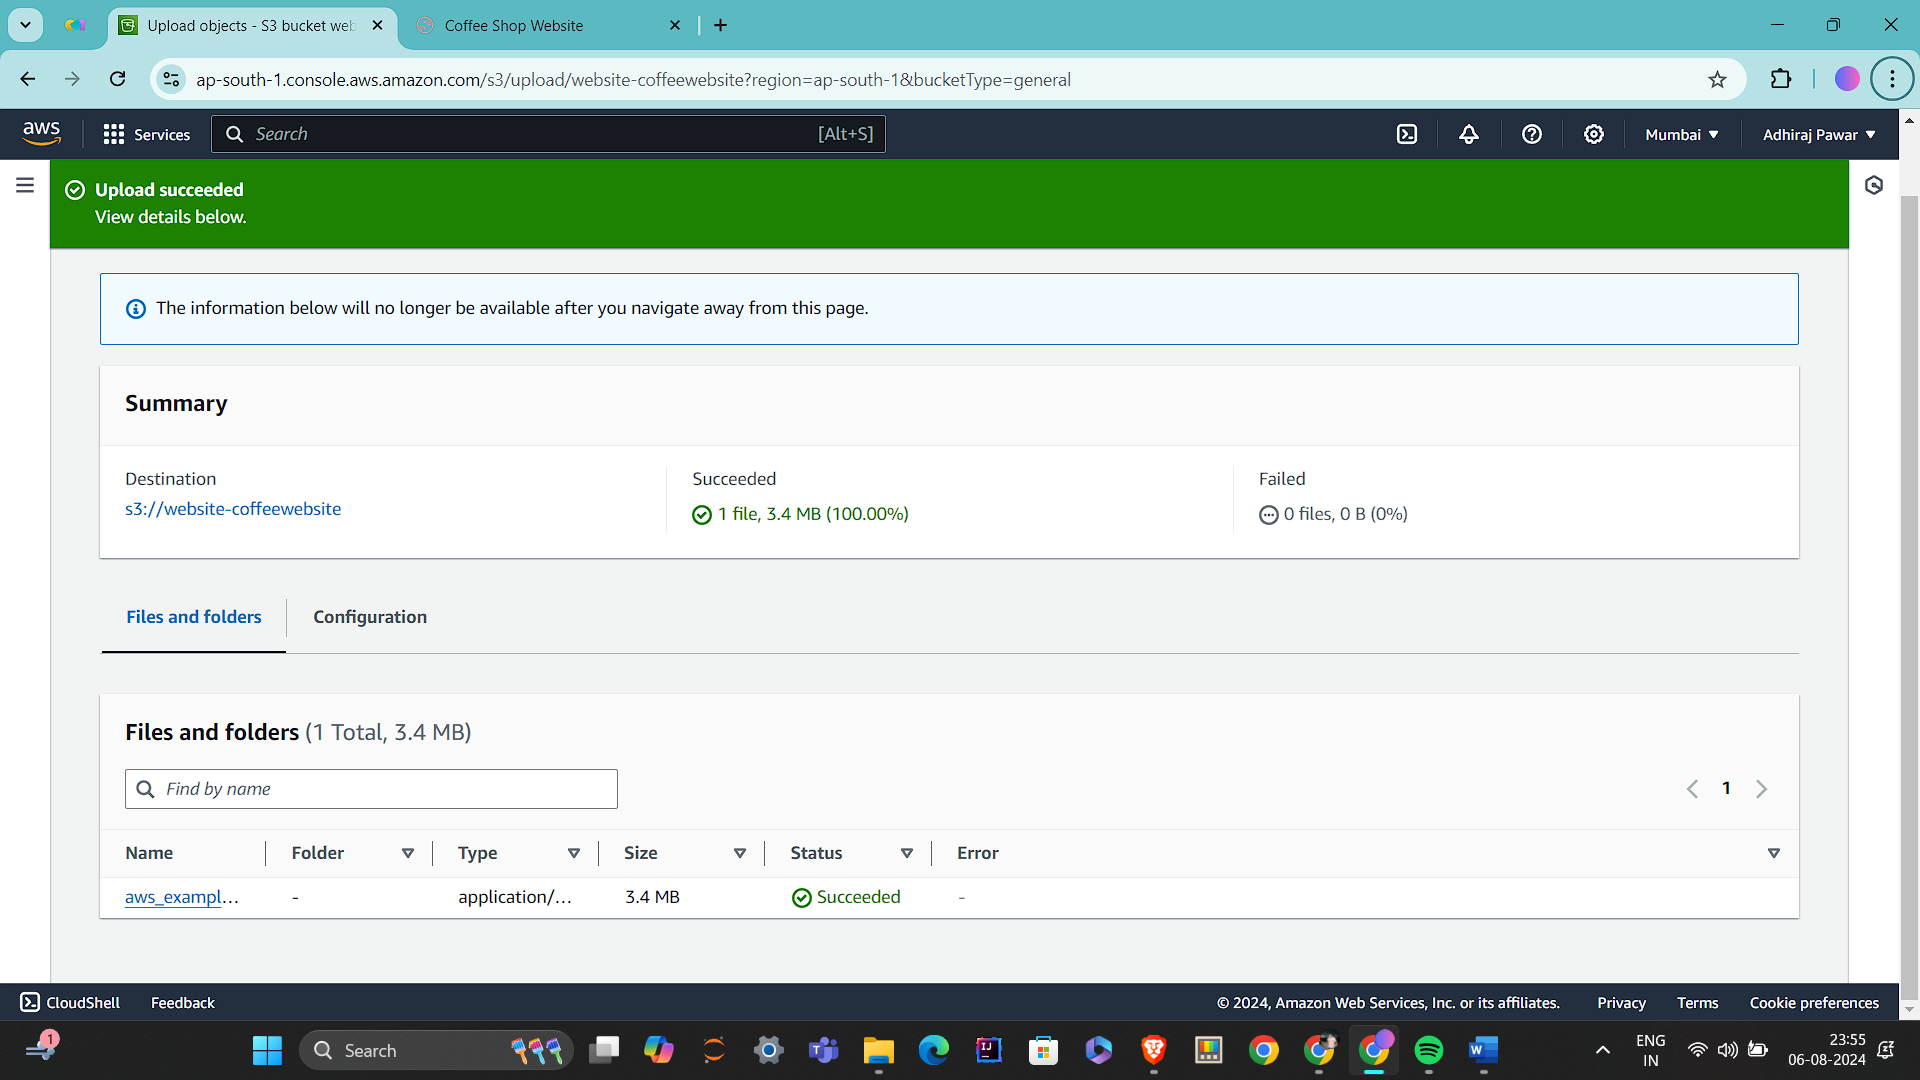 Upload objects - S3 bucket web
Coffee Shop Website
ap-south-1.console.aws.amazon.com/s3/upload/website-coffeewebsite?region=ap-south-1&bucketType=general
aws
Services
Search
[Alt+S]
Mumbai
Adhiraj Pawar
Upload succeeded
View details below.
The information below will no longer be available after you navigate away from this page.
Summary
Destination
s3://website-coffeewebsite
Succeeded
1 file, 3.4 MB (100.00%)
Failed
0 files, 0 B (0%)
Files and folders
Configuration
Files and folders (1 Total, 3.4 MB)
Find by name
1
Name Folder Type Size Status Error
aws_exampl... - application/... 3.4 MB Succeeded -
CloudShell
Feedback
© 2024, Amazon Web Services, Inc. or its affiliates.
Privacy
Terms
Cookie preferences
1
Search
ENG
IN
23:55
06-08-2024